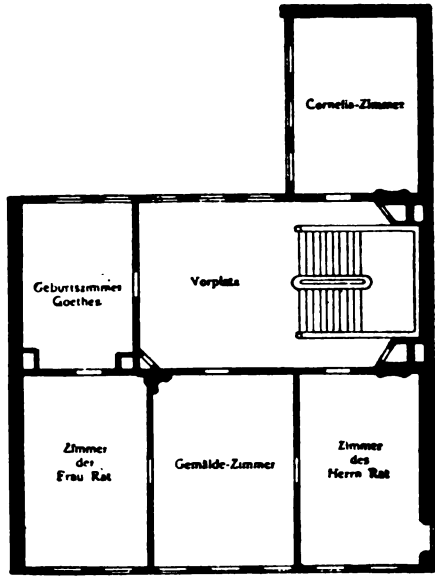 Cornelia-Zimmer
Geburtszimmer
Goethes
Vorplatz
Zimmer
der
Frau Rat
Gemälde-Zimmer
Zimmer
des
Herrn Rat